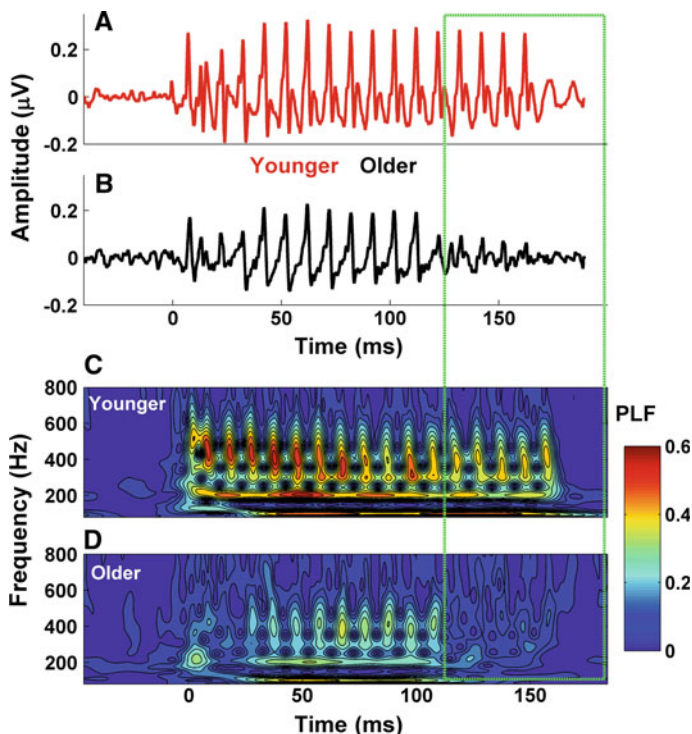 A
0.2
0
-0.2
Amplitude (µV)
Younger Older
B
0.2
0
-0.2
0 50 100 150
Time (ms)
C
800
600
400
200
Younger
PLF
0.6
0.4
0.2
0
Frequency (Hz)
D
800
600
400
200
Older
0 50 100 150
Time (ms)